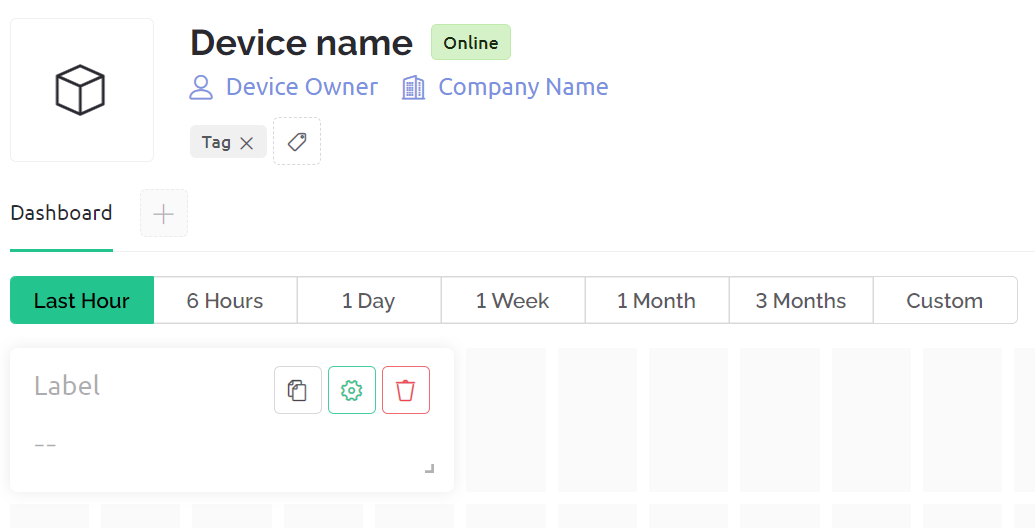 Device name Online
Device Owner Company Name
Tag
Dashboard
Last Hour 6 Hours 1 Day 1 Week 1 Month 3 Months Custom
Label
--